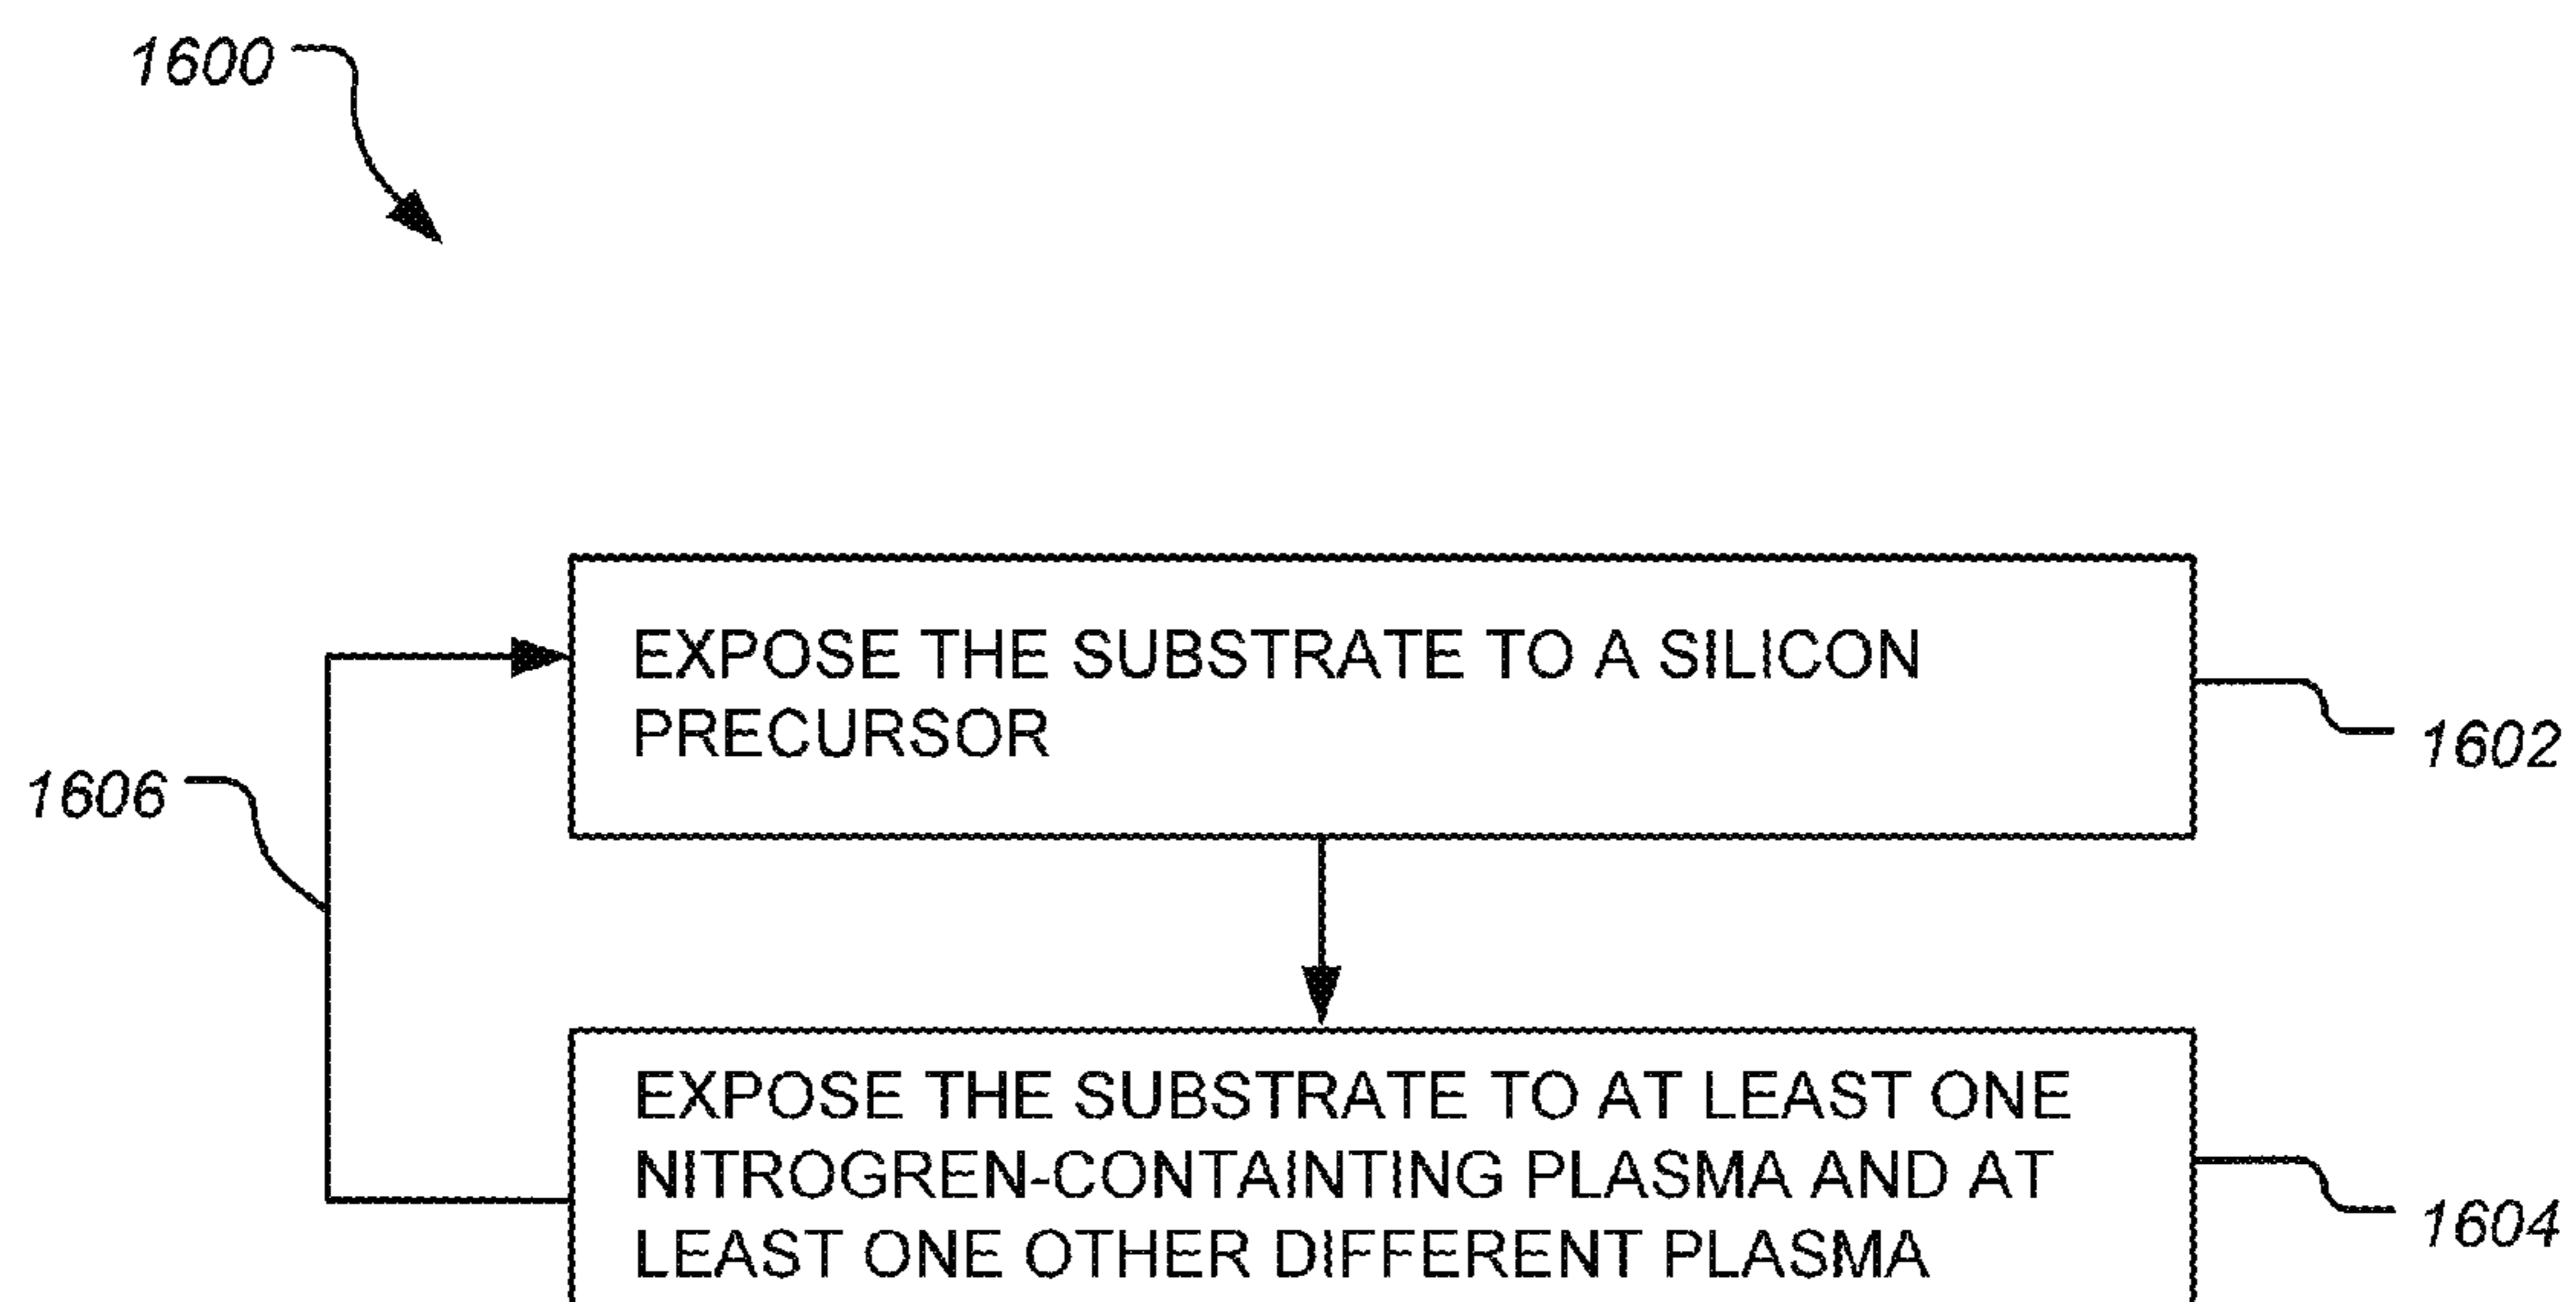 1600
EXPOSE THE SUBSTRATE TO A SILICON
PRECURSOR
1602
1606
EXPOSE THE SUBSTRATE TO AT LEAST ONE
NITROGREN-CONTAINTING PLASMA AND AT
LEAST ONE OTHER DIFFERENT PLASMA
1604